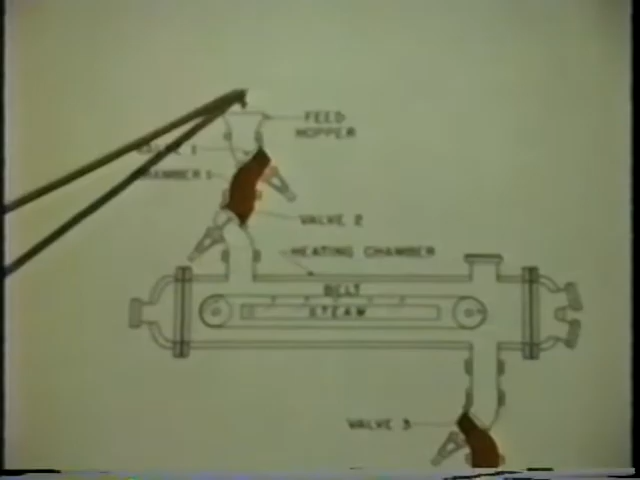 FEED
HOPPER
VALVE 1
CHAMBER 1
VALVE 2
HEATING CHAMBER
BELT
STEAM
VALVE 3